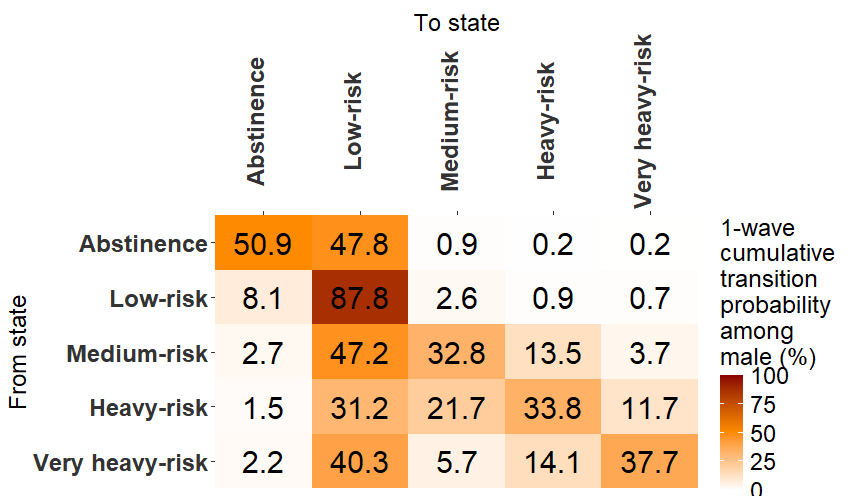 To state
Abstinence Low-risk Medium-risk Heavy-risk Very heavy-risk
From state
Abstinence 50.9 47.8 0.9 0.2 0.2
Low-risk 8.1 87.8 2.6 0.9 0.7
Medium-risk 2.7 47.2 32.8 13.5 3.7
Heavy-risk 1.5 31.2 21.7 33.8 11.7
Very heavy-risk 2.2 40.3 5.7 14.1 37.7
1-wave
cumulative
transition
probability
among
male (%)
100
75
50
25
0